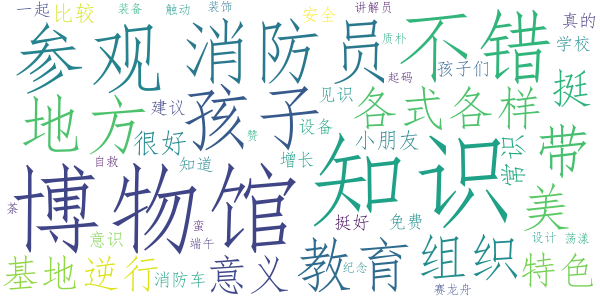 一起
比较
装备
触动
装饰
安全
讲解员
真的
参观
消防员
不错
质朴
学校
孩子们
起码
挺
地方
建议
孩子
见识
各式各样
很好
设备
小朋友
赞
自救
知道
增长
常识
带
博物馆
知识
美
茶
蛮
挺好
免费
意识
端午
设计
荡漾
基地
逆行
消防车
意义
教育
纪念
组织
特色
赛龙舟